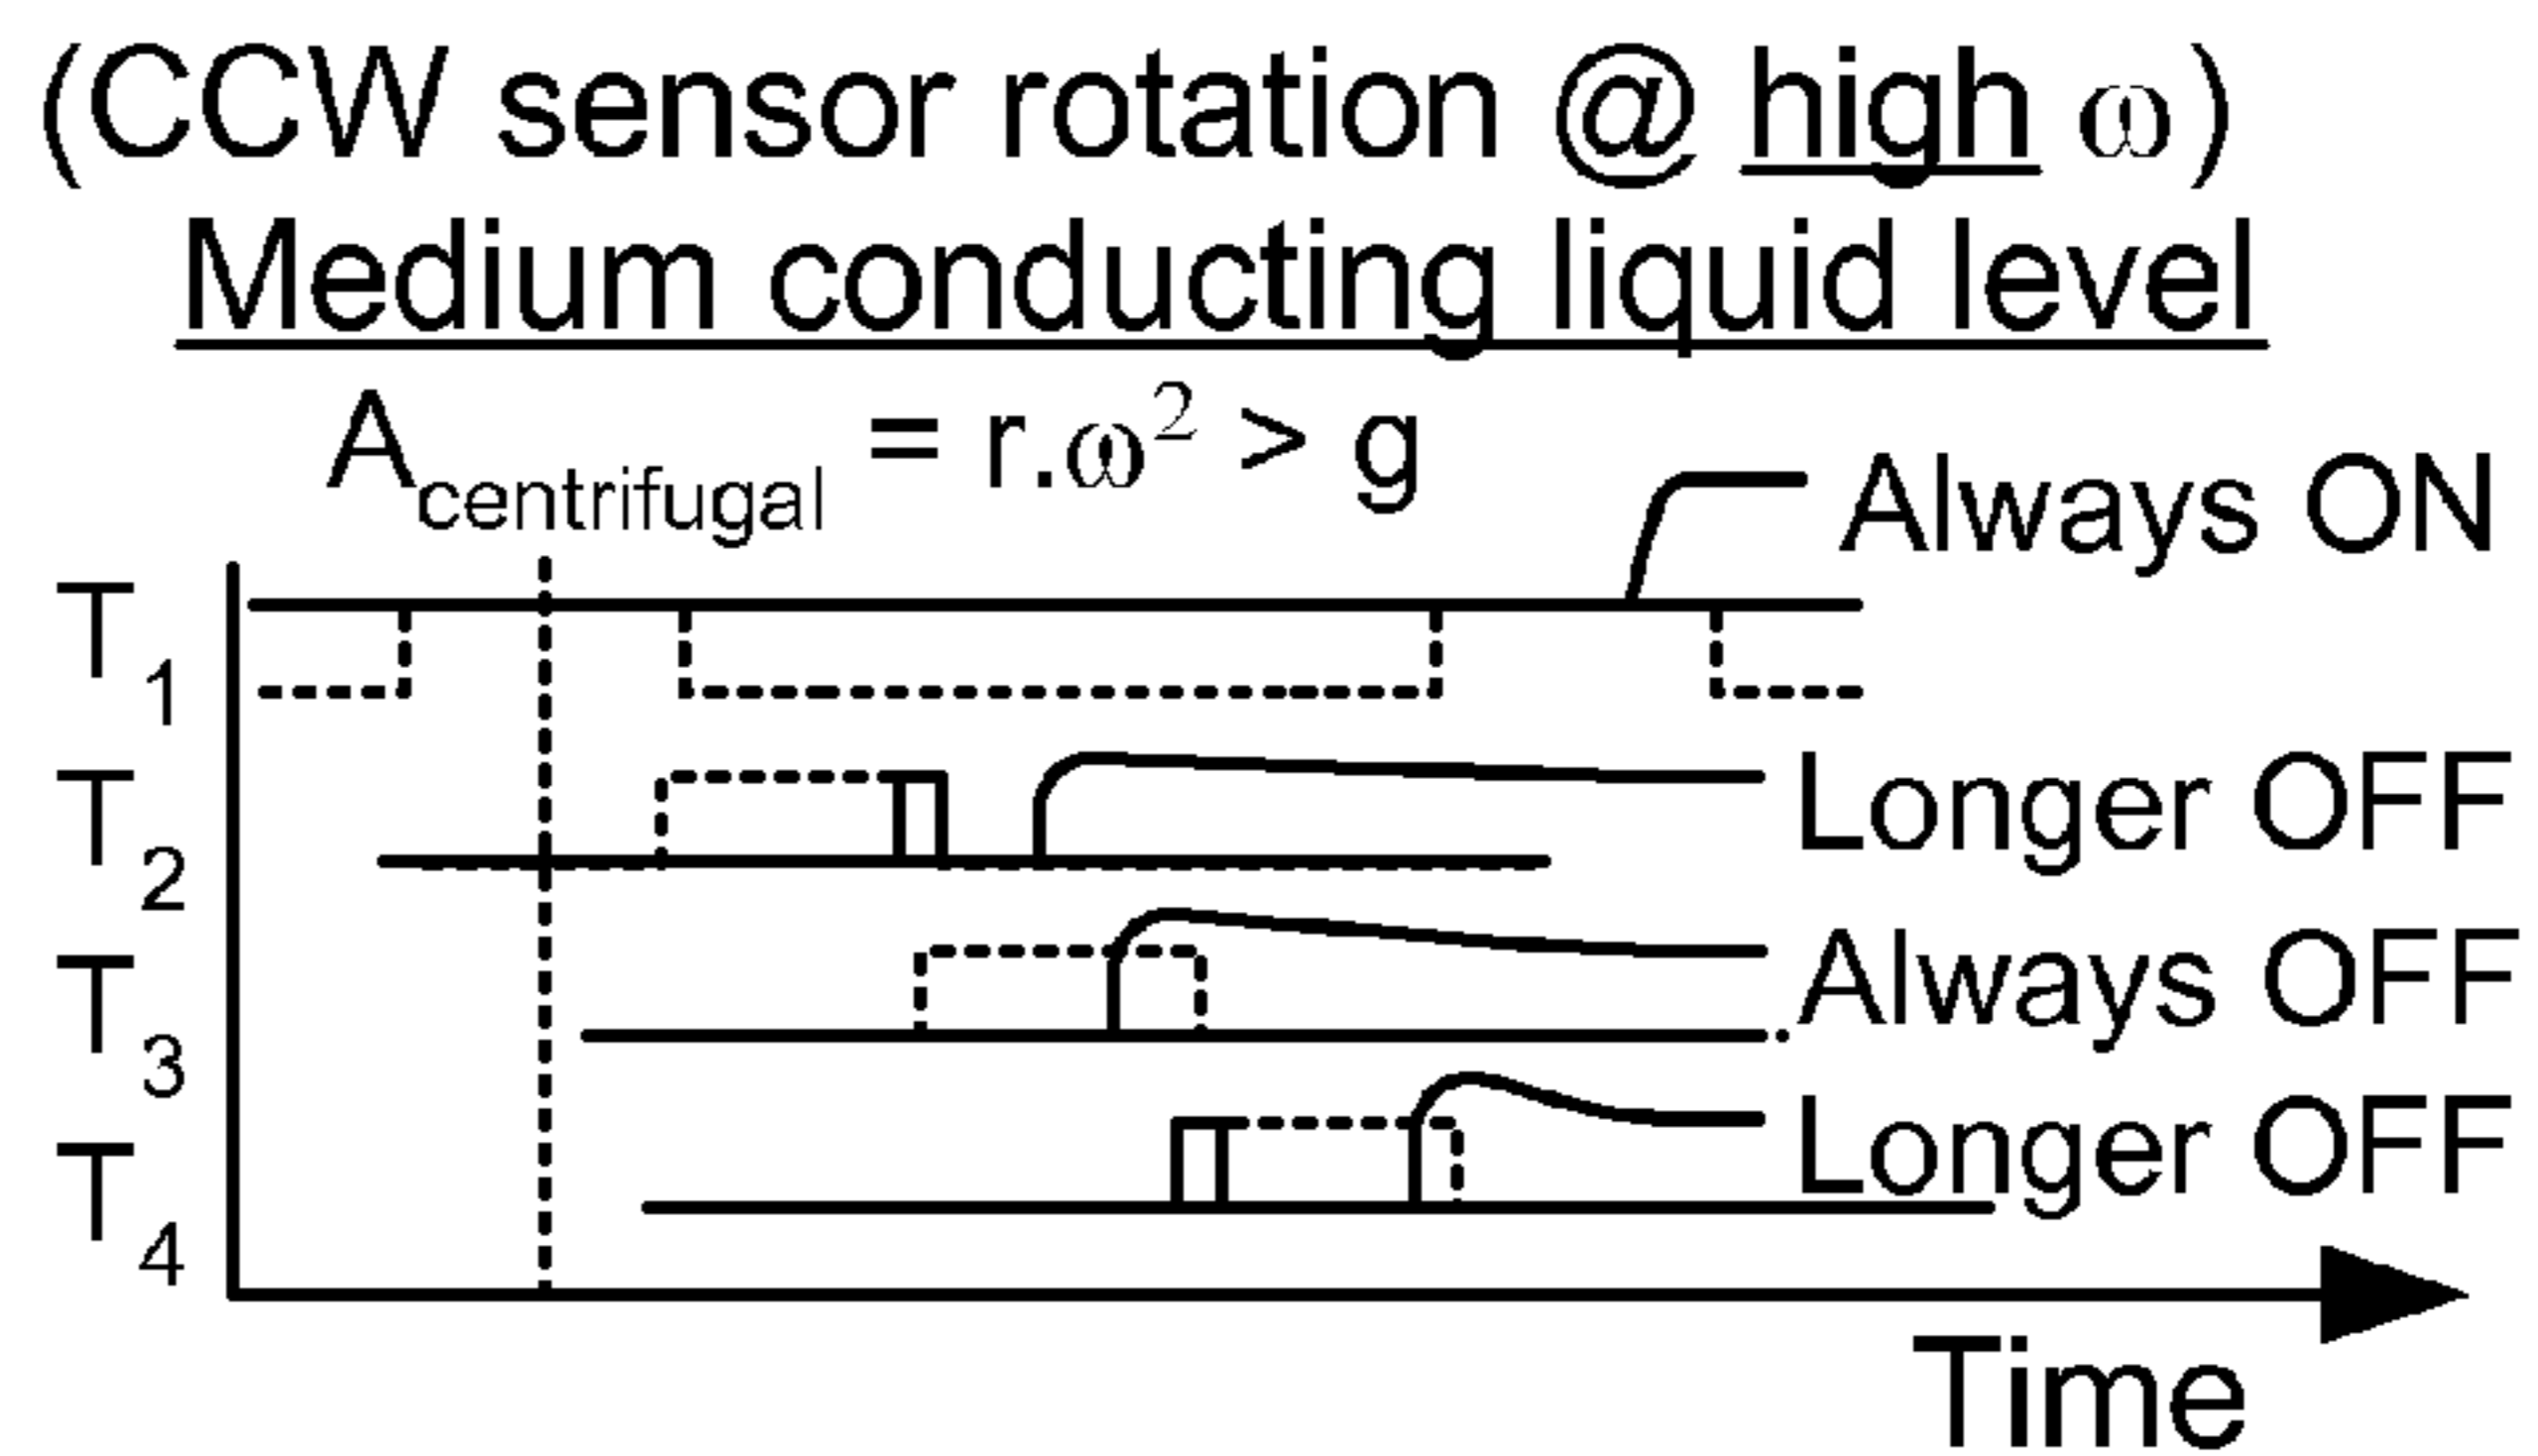 (CCW sensor rotation @ high ω)
Medium conducting liquid level
A_centrifugal = r.ω² > g
Always ON
T₁
T₂ Longer OFF
T₃ Always OFF
T₄ Longer OFF
Time